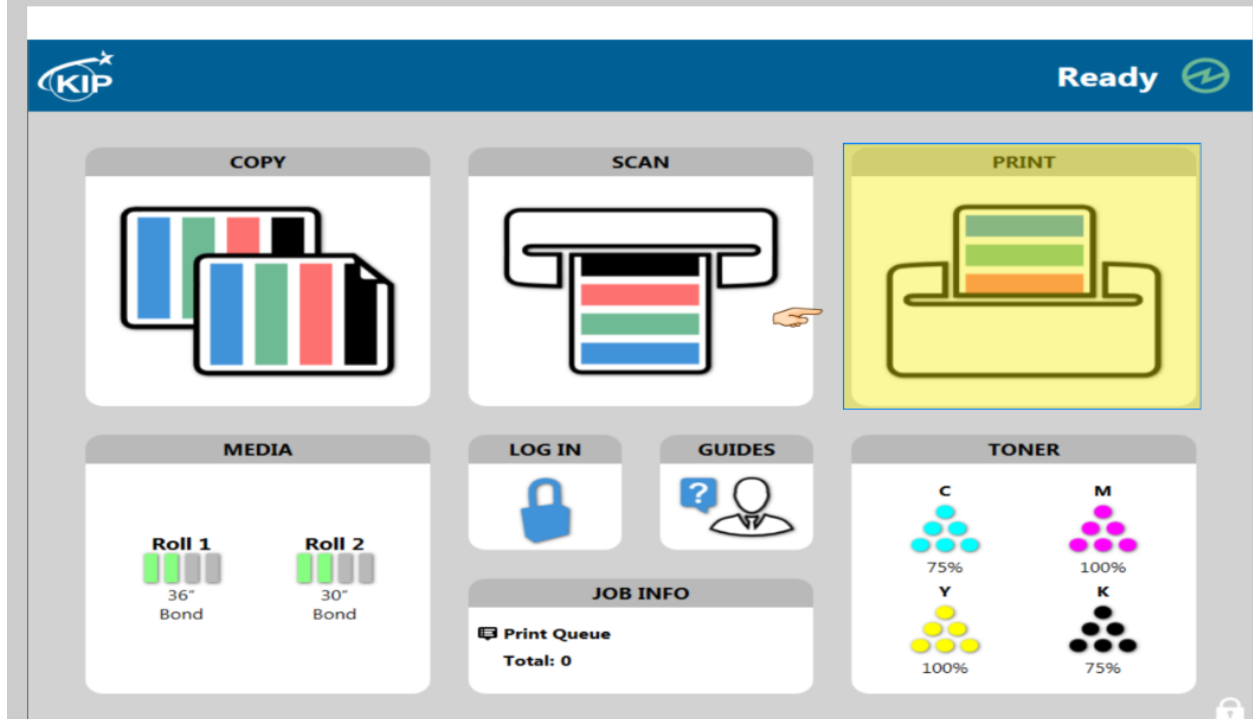 KIP
Ready
COPY
SCAN
PRINT
MEDIA
Roll 1
36"
Bond
Roll 2
30"
Bond
LOG IN
GUIDES
?
JOB INFO
Print Queue
Total: 0
TONER
C
75%
M
100%
Y
100%
K
75%